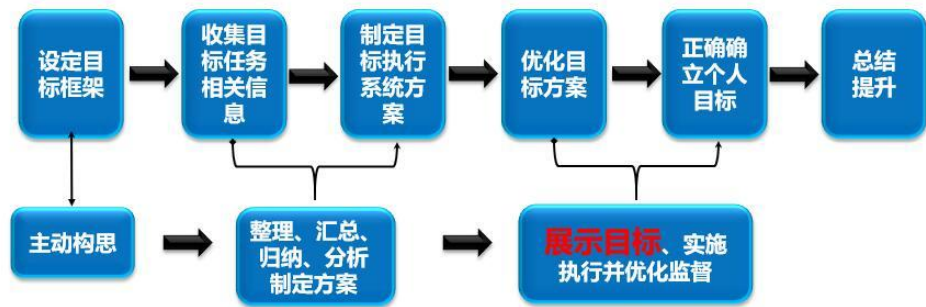 设定目
标框架
收集目
标任务
相关信
息
制定目
标执行
系统方
案
优化目
标方案
正确确
立个人
目标
总结
提升
主动构思
整理、汇总、
归纳、分析
制定方案
展示目标、实施
执行并优化监督